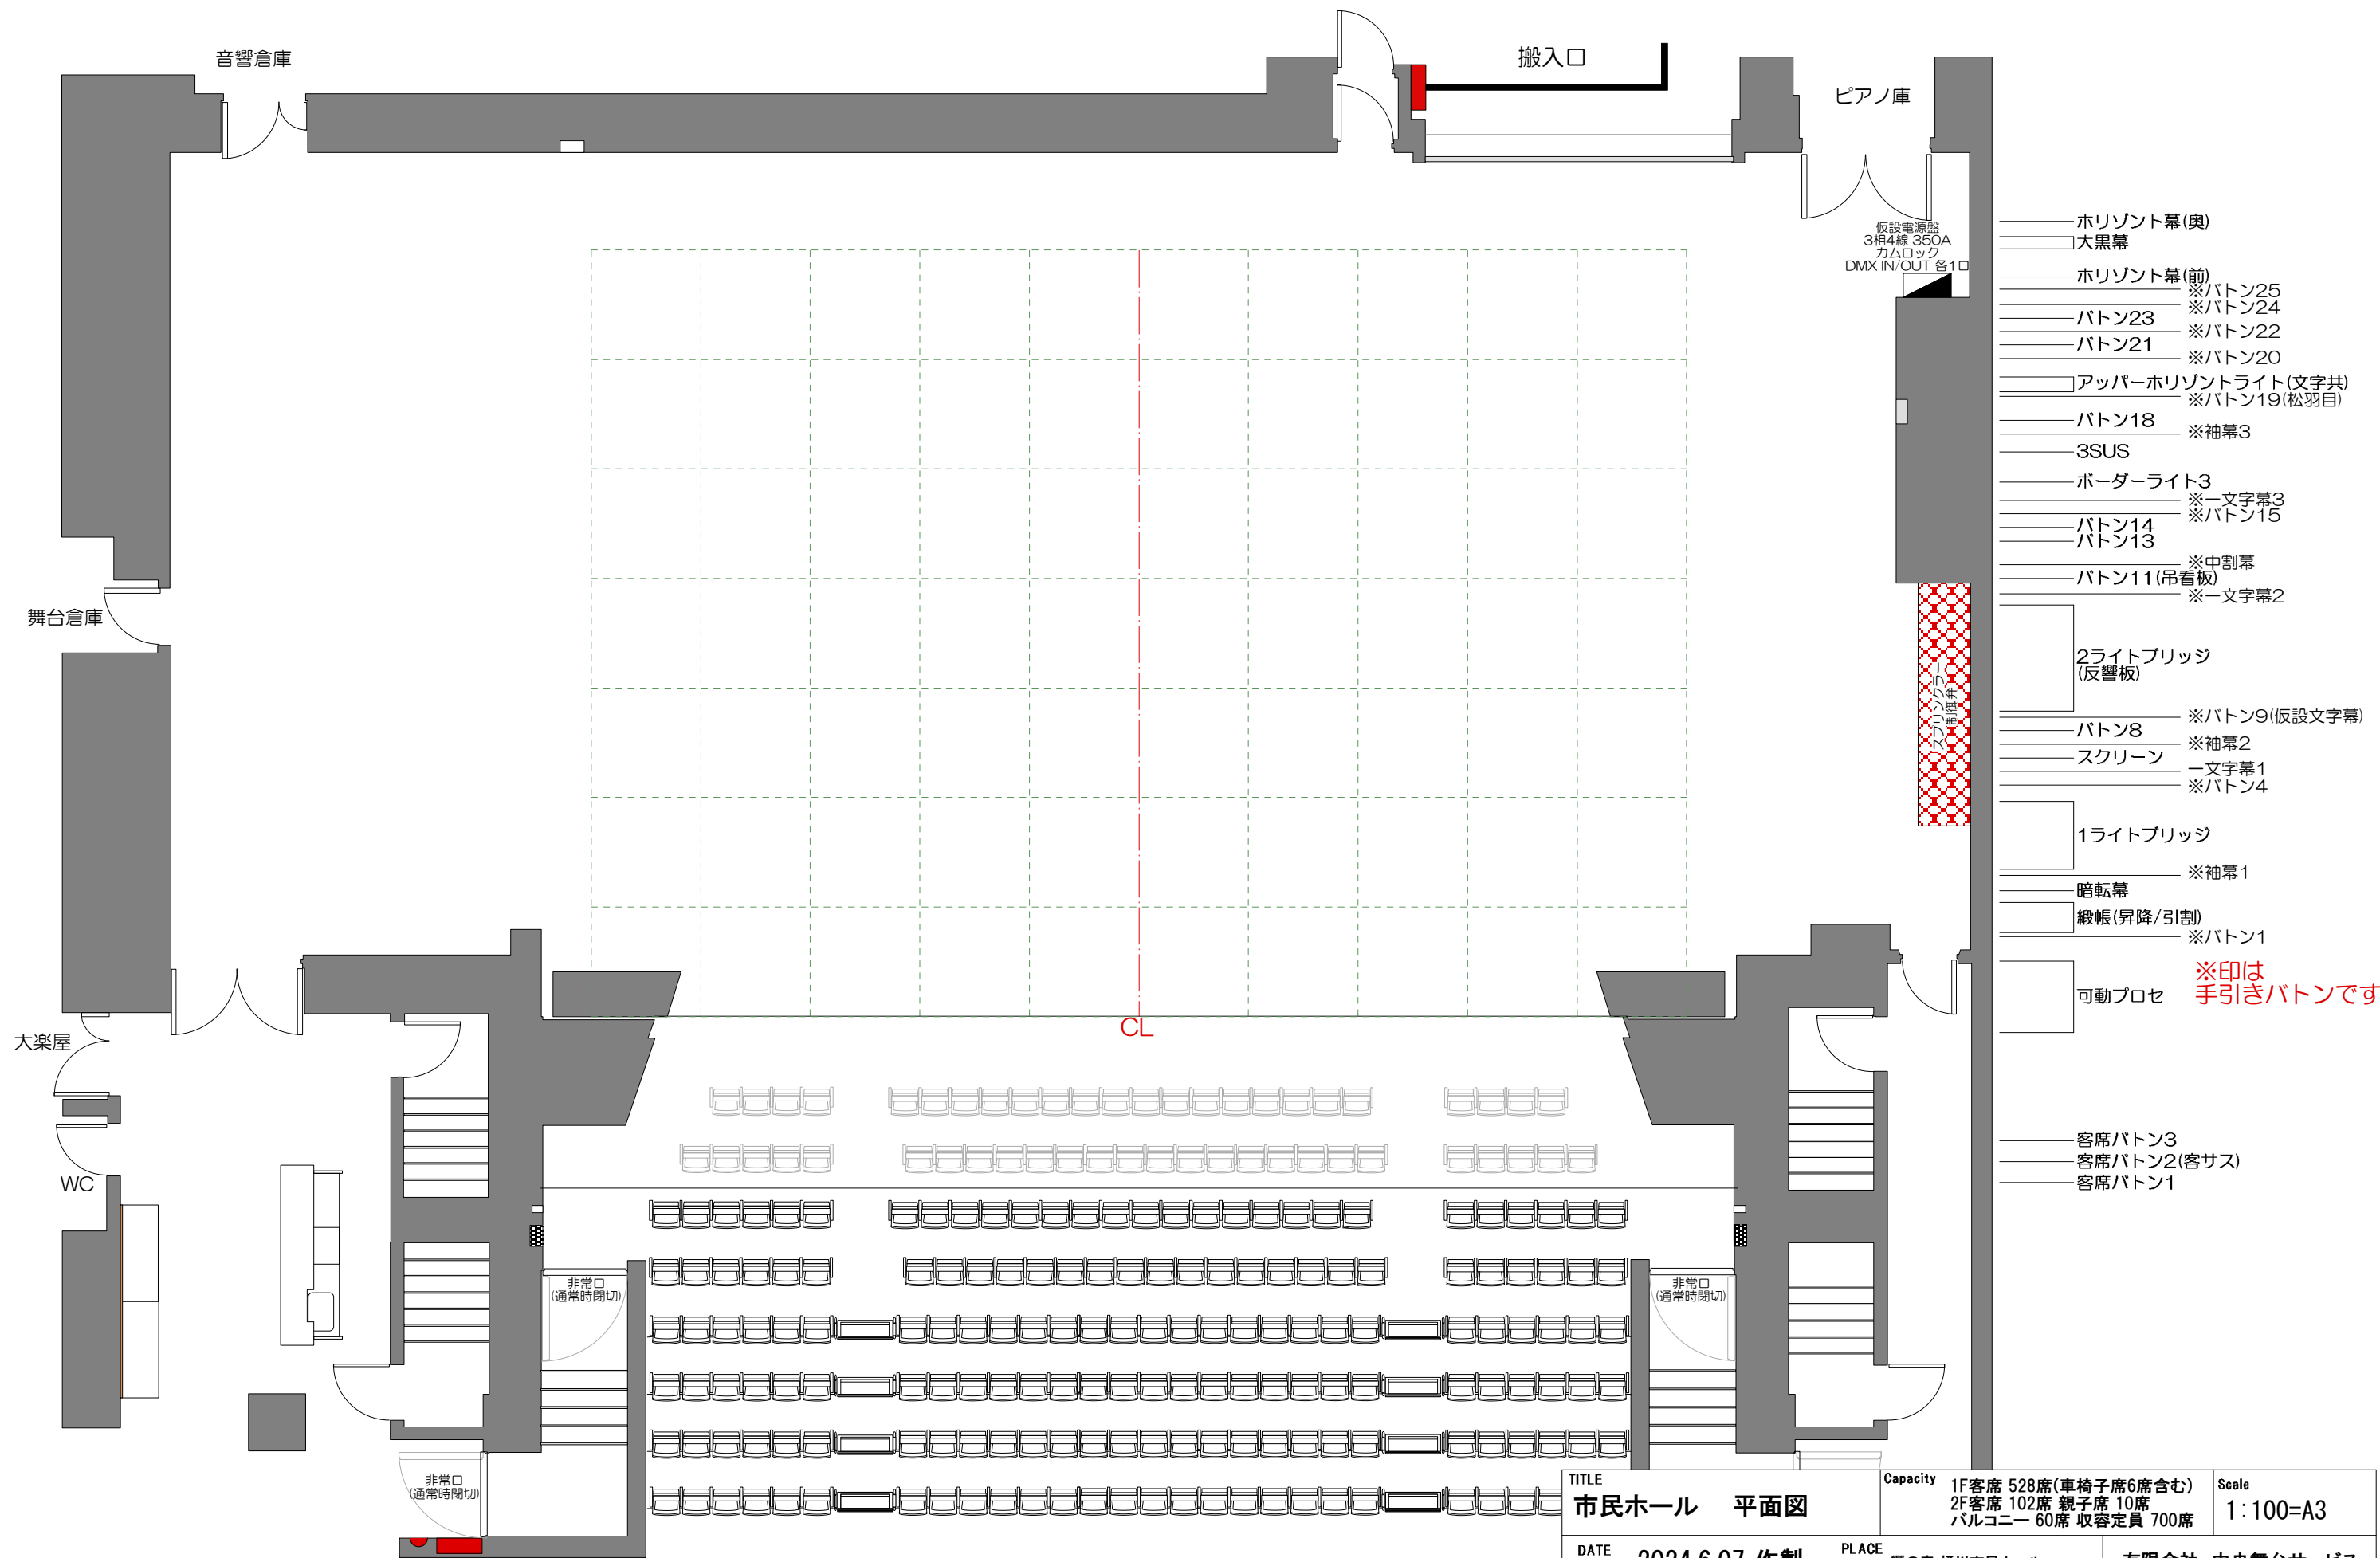 音響倉庫
搬入口
ピアノ庫
仮設電源盤
3相4線 350A
カムロック
DMX IN/OUT 各1口
ホリゾント幕(奥)
大黒幕
ホリゾント幕(前)
※バトン25
※バトン24
バトン23
※バトン22
バトン21
※バトン20
アッパーホリゾントライト(文字共)
※バトン19(松羽目)
バトン18
※袖幕3
3SUS
ボーダーライト3
※一文字幕3
※バトン15
バトン14
バトン13
※中割幕
バトン11(吊看板)
※一文字幕2
舞台倉庫
2ライトブリッジ
(反響板)
スプリンクラー
制御弁
※バトン9(仮設文字幕)
バトン8
※袖幕2
スクリーン
一文字幕1
※バトン4
1ライトブリッジ
※袖幕1
暗転幕
緞帳(昇降/引割)
※バトン1
※印は
手引きバトンです
可動プロセ
CL
大楽屋
WC
客席バトン3
客席バトン2(客サス)
客席バトン1
非常口
(通常時閉切)
非常口
(通常時閉切)
非常口
(通常時閉切)
TITLE
市民ホール 平面図
Capacity
1F客席 528席(車椅子席6席含む)
2F客席 102席 親子席 10席
バルコニー 60席 収容定員 700席
Scale
1:100=A3
DATE
2024.6.07 作製
PLACE